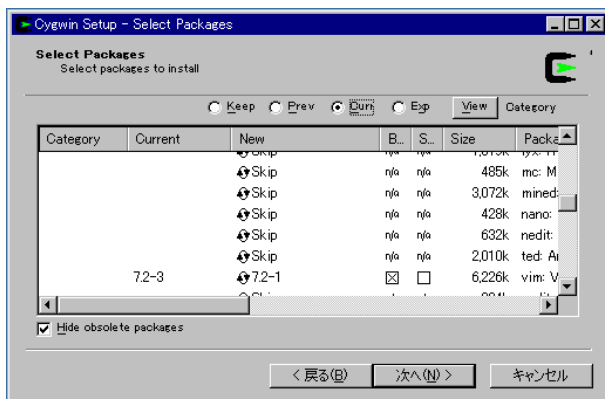 Cygwin Setup - Select Packages
Select Packages
Select packages to install
Keep Prev Curr Exp View Category
Category Current New B... S... Size Packa
Skip n/a n/a
Skip n/a n/a 485k mc: M
Skip n/a n/a 3,072k mined:
Skip n/a n/a 428k nano:
Skip n/a n/a 632k nedit:
Skip n/a n/a 2,010k ted: A
7.2-3 7.2-1 6,226k vim: V
Hide obsolete packages
< 戻る(B) 次へ(N) > キャンセル